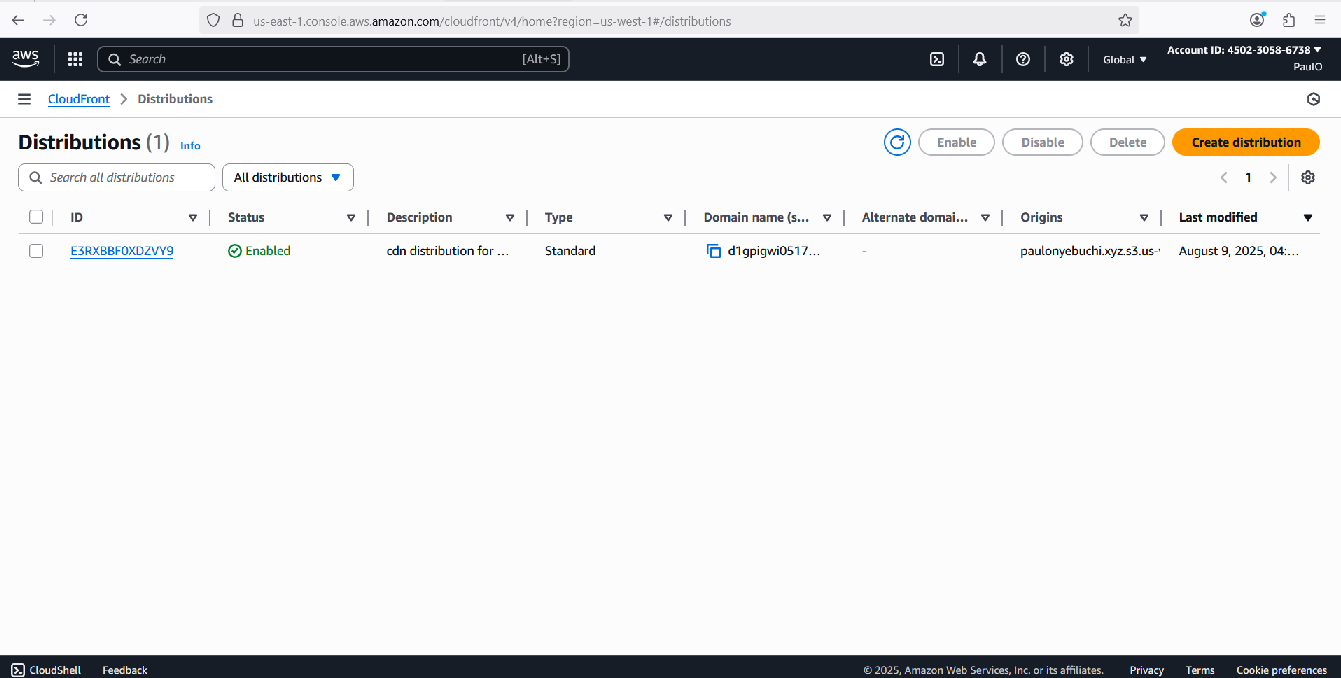 us-east-1.console.aws.amazon.com/cloudfront/v4/home?region=us-west-1#/distributions
aws
Search
[Alt+S]
Global ▼
Account ID: 4502-3058-6738 ▼
PaulO
CloudFront > Distributions
Distributions (1) Info
Enable
Disable
Delete
Create distribution
Search all distributions
All distributions
1
ID
Status
Description
Type
Domain name (s...
Alternate domai...
Origins
Last modified
E3RXBBF0XDZVY9
Enabled
cdn distribution for ...
Standard
d1gpigwi0517...
-
paulonyebuchi.xyz.s3.us-
August 9, 2025, 04:...
CloudShell
Feedback
© 2025, Amazon Web Services, Inc. or its affiliates.
Privacy
Terms
Cookie preferences